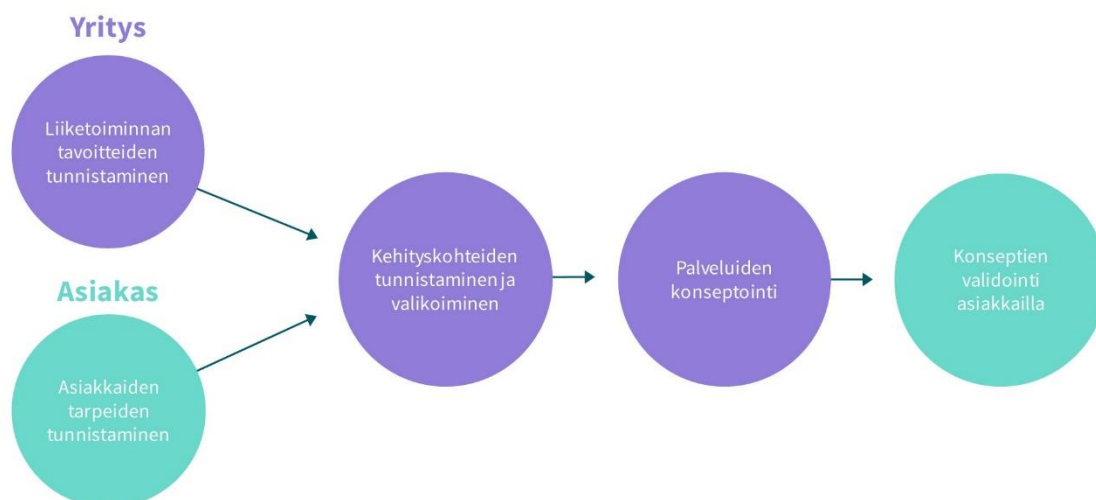 Yritys
Liiketoiminnan
tavoitteiden
tunnistaminen
Asiakas
Asiakkaiden
tarpeiden
tunnistaminen
Kehityskohteiden
tunnistaminen ja
valikoiminen
Palveluiden
konseptointi
Konseptien
validointi
asiakkailla